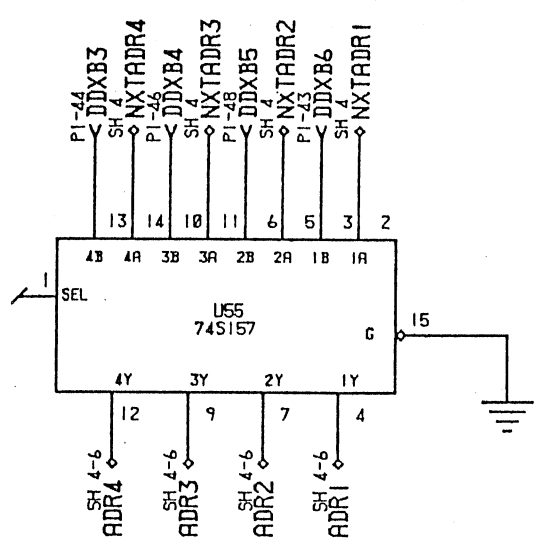 P1-44
DDXB3
SH 4
NXTADR4
P1-46
DDXB4
SH 4
NXTADR3
P1-48
DDXB5
SH 4
NXTADR2
P1-43
DDXB6
SH 4
NXTADR1
13 14 10 11 6 5 3 2
4B 4A 3B 3A 2B 2A 1B 1A
1
SEL
U55
74S157
G
15
4Y 3Y 2Y 1Y
12 9 7 4
SH 4-6
ADR4
SH 4-6
ADR3
SH 4-6
ADR2
SH 4-6
ADR1